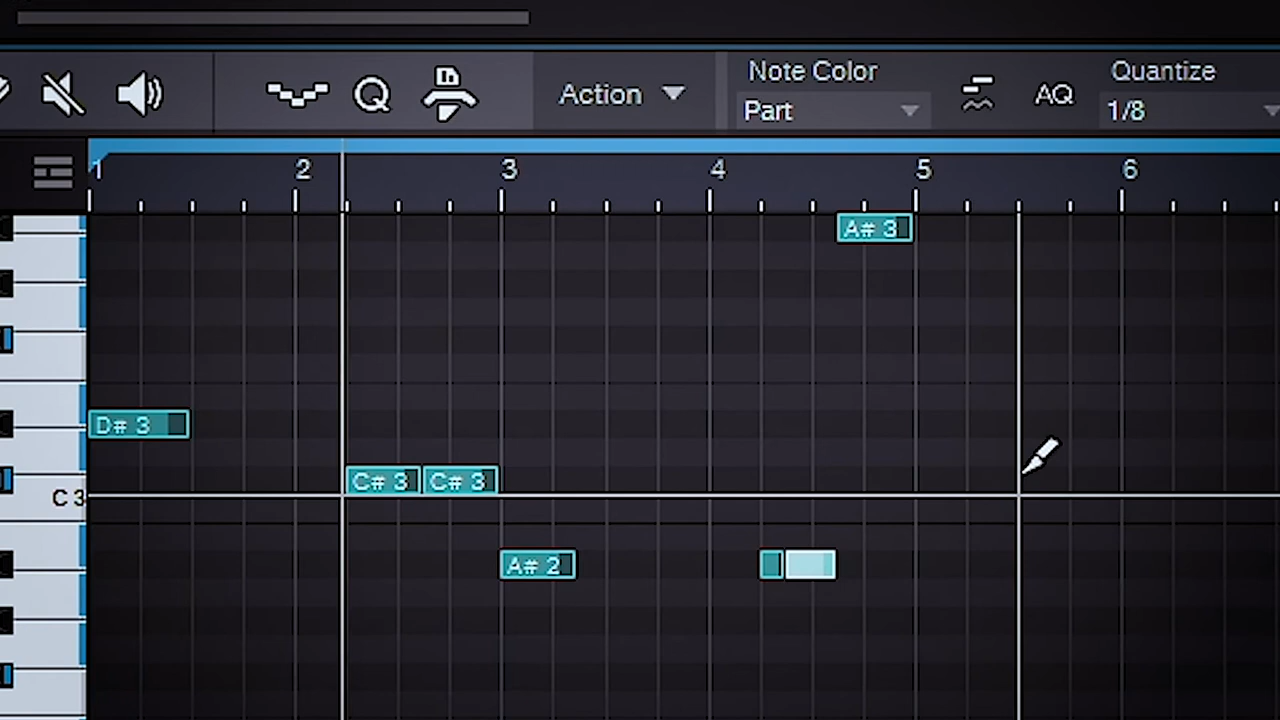 Note Color
Quantize
Action
Part
AQ
1/8
Q
1 2 3 4 5 6
A# 3
D# 3
C# 3 C# 3
C 3
A# 2